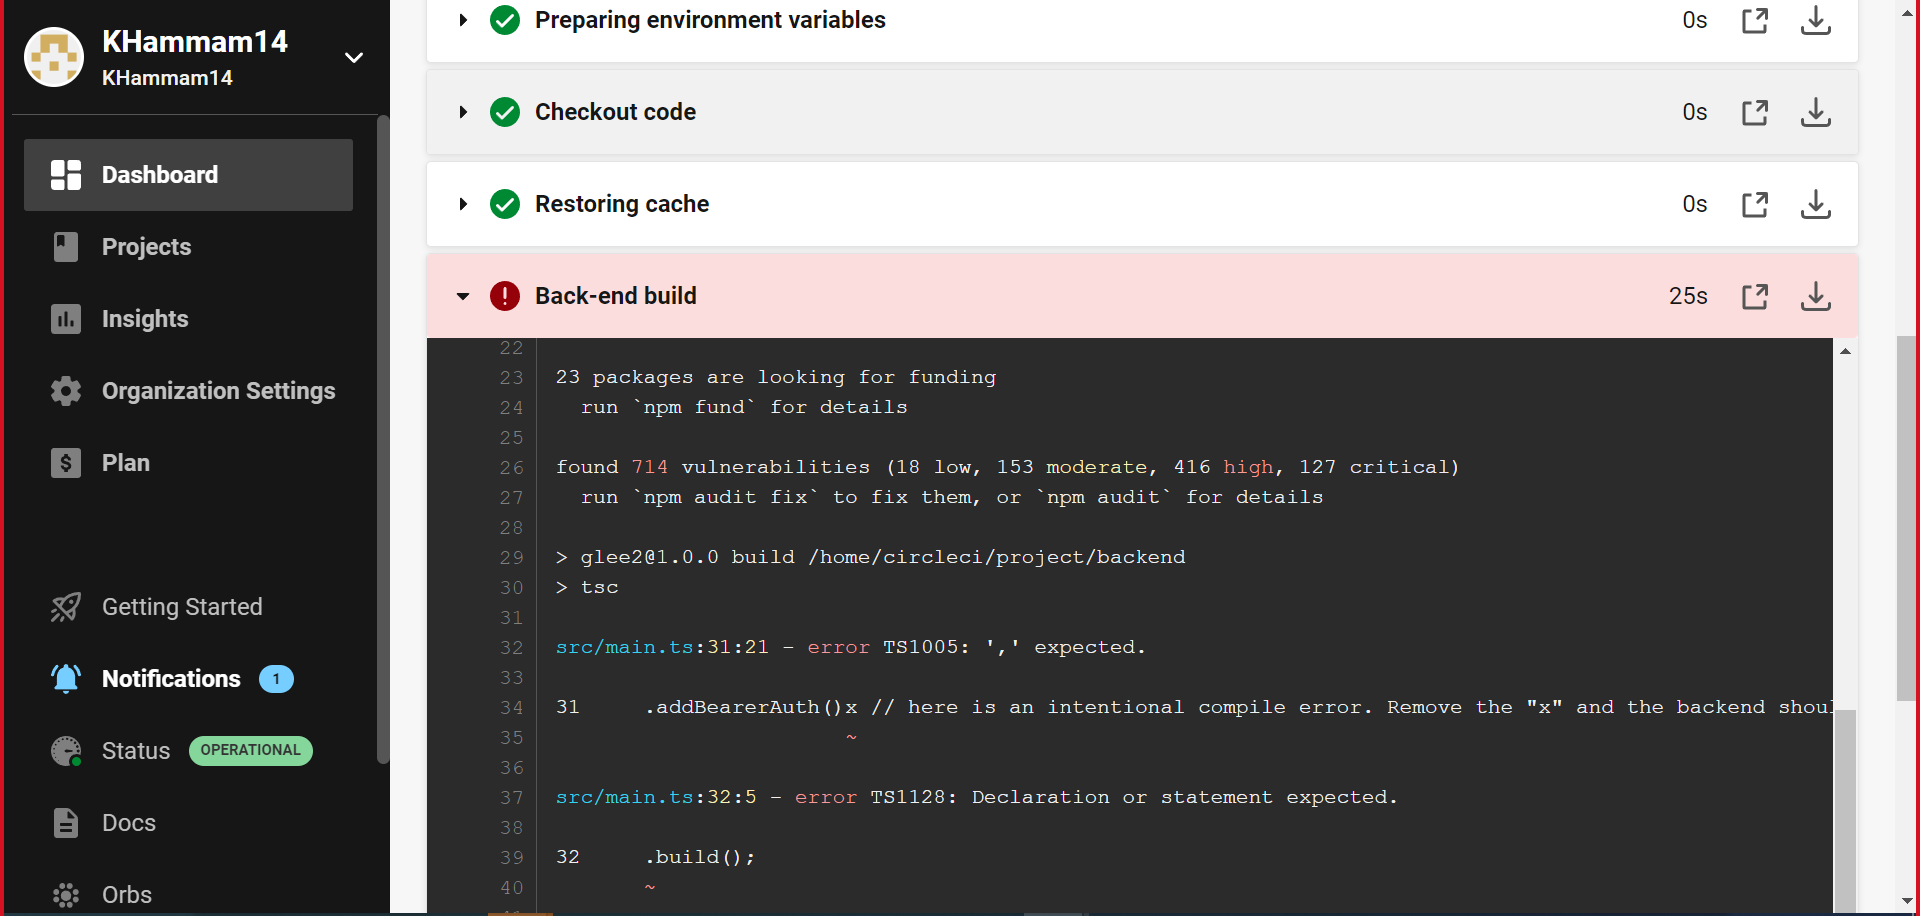 KHammam14
KHammam14
Dashboard
Projects
Insights
Organization Settings
Plan
Getting Started
Notifications 1
Status OPERATIONAL
Docs
Orbs
Preparing environment variables 0s
Checkout code 0s
Restoring cache 0s
Back-end build 25s
22
23 23 packages are looking for funding
24 run `npm fund` for details
25
26 found 714 vulnerabilities (18 low, 153 moderate, 416 high, 127 critical)
27 run `npm audit fix` to fix them, or `npm audit` for details
28
29 > glee2@1.0.0 build /home/circleci/project/backend
30 > tsc
31
32 src/main.ts:31:21 - error TS1005: ',' expected.
33
34 31 .addBearerAuth()x // here is an intentional compile error. Remove the "x" and the backend shoul
35 ~
36
37 src/main.ts:32:5 - error TS1128: Declaration or statement expected.
38
39 32 .build();
40 ~